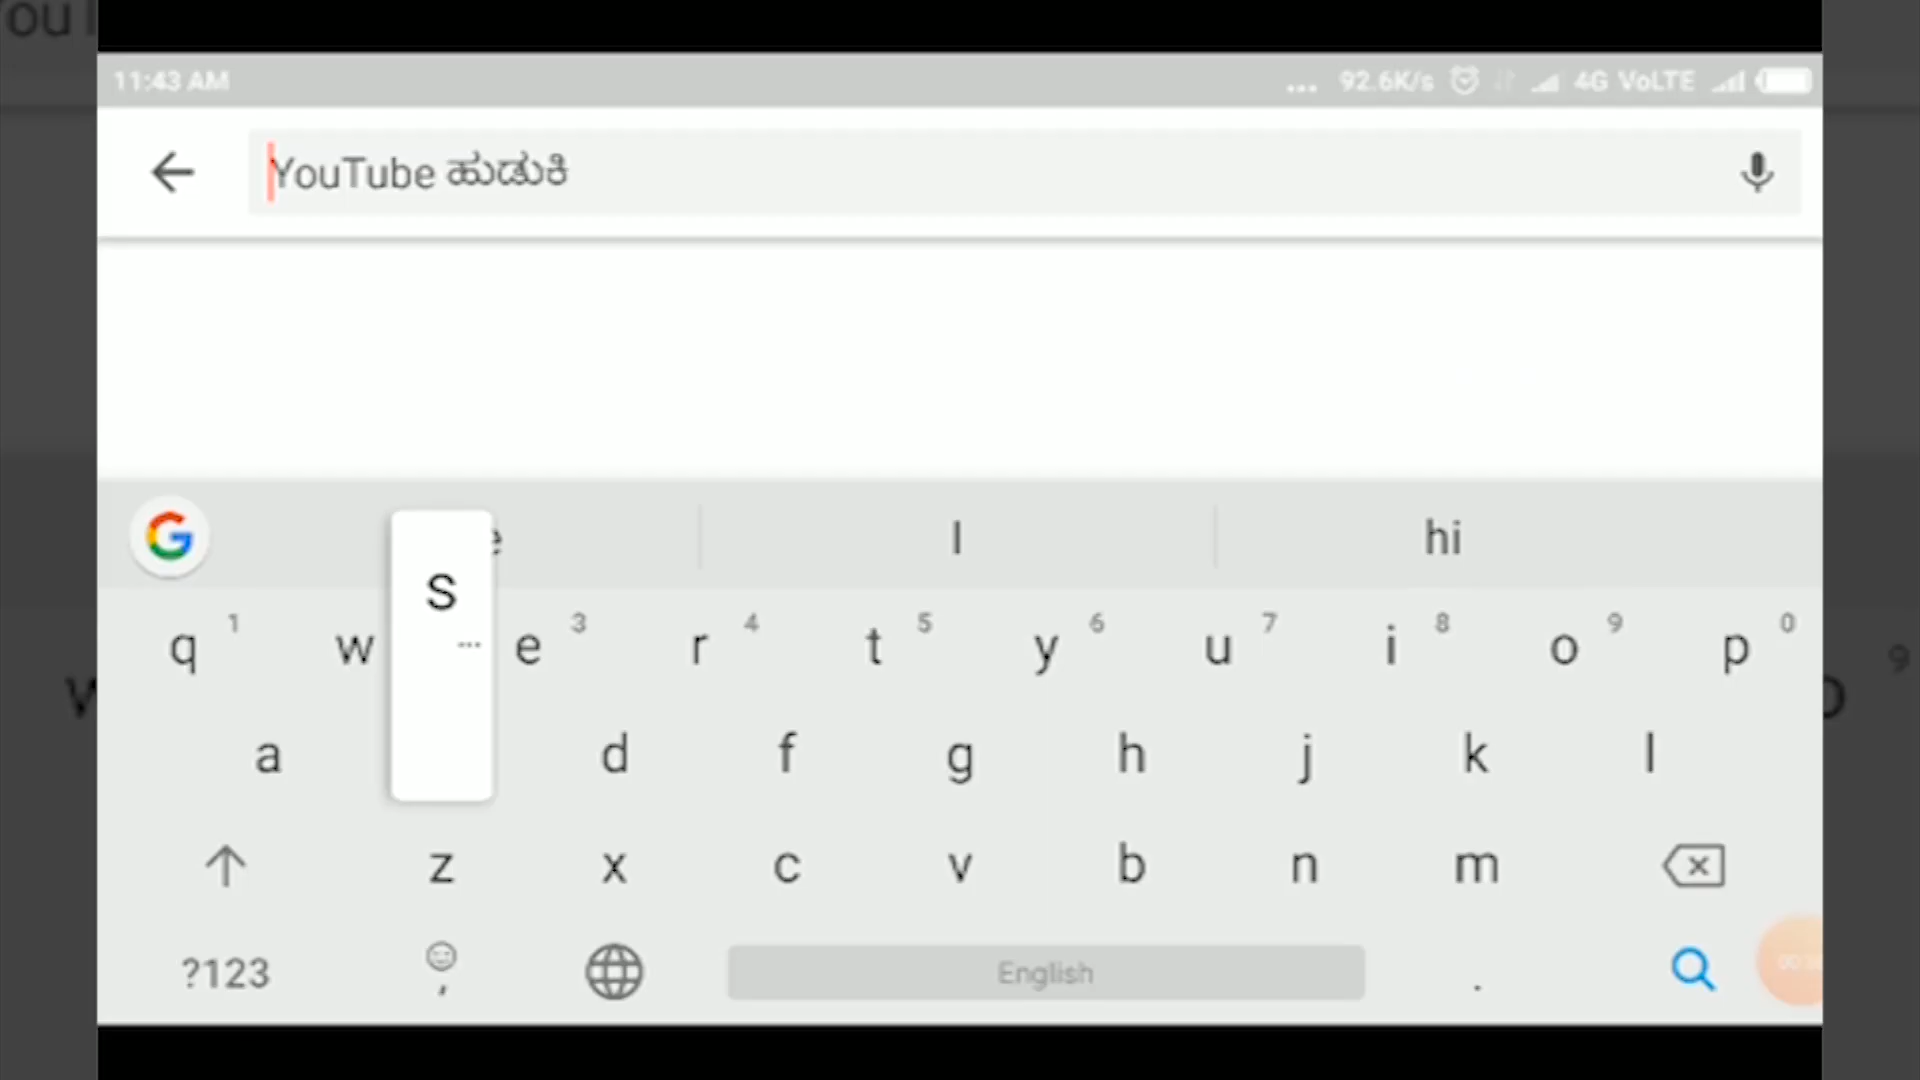 11:43 AM ... 92.6K/s 4G VoLTE
YouTube ಹುಡುಕಿ
I hi
q 1 w e 3 r 4 t 5 y 6 u 7 i 8 o 9 p 0
a S d f g h j k l
z x c v b n m
?123 , English .